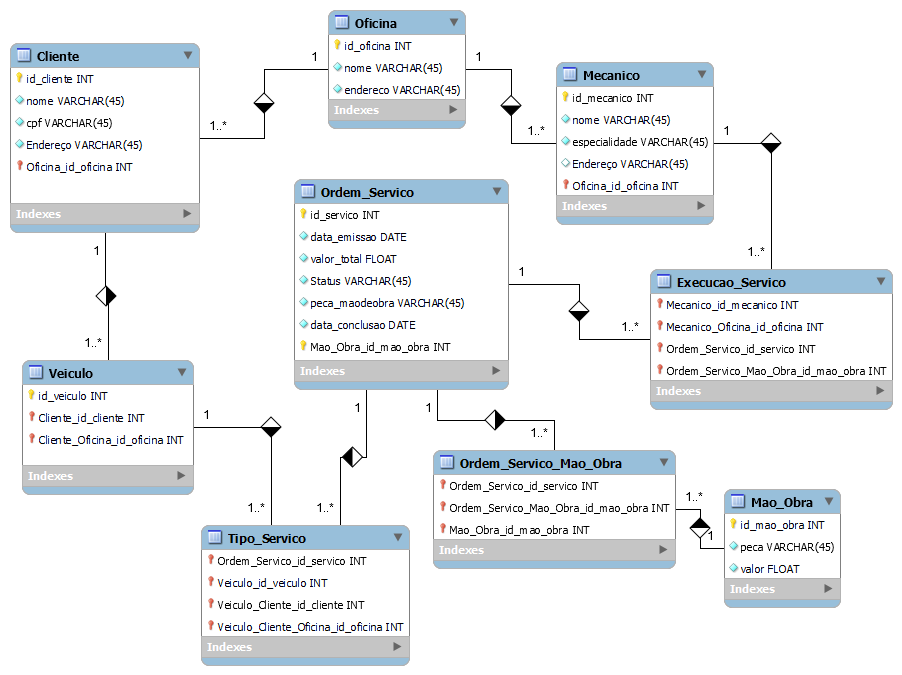 Oficina
id_oficina INT
nome VARCHAR(45)
endereco VARCHAR(45)
Indexes
Cliente
id_cliente INT
nome VARCHAR(45)
cpf VARCHAR(45)
Endereço VARCHAR(45)
Oficina_id_oficina INT
Indexes
1
1..*
1
1..*
Mecanico
id_mecanico INT
nome VARCHAR(45)
especialidade VARCHAR(45)
Endereço VARCHAR(45)
Oficina_id_oficina INT
Indexes
1
1..*
Ordem_Servico
id_servico INT
data_emissao DATE
valor_total FLOAT
Status VARCHAR(45)
peca_maodeobra VARCHAR(45)
data_conclusao DATE
Mao_Obra_id_mao_obra INT
Indexes
1
1..*
Execucao_Servico
Mecanico_id_mecanico INT
Mecanico_Oficina_id_oficina INT
Ordem_Servico_id_servico INT
Ordem_Servico_Mao_Obra_id_mao_obra INT
Indexes
1
1..*
Veiculo
id_veiculo INT
Cliente_id_cliente INT
Cliente_Oficina_id_oficina INT
Indexes
1
1..*
1
1..*
1
1..*
Ordem_Servico_Mao_Obra
Ordem_Servico_id_servico INT
Ordem_Servico_Mao_Obra_id_mao_obra INT
Mao_Obra_id_mao_obra INT
Indexes
1..*
1
Mao_Obra
id_mao_obra INT
peca VARCHAR(45)
valor FLOAT
Indexes
Tipo_Servico
Ordem_Servico_id_servico INT
Veiculo_id_veiculo INT
Veiculo_Cliente_id_cliente INT
Veiculo_Cliente_Oficina_id_oficina INT
Indexes